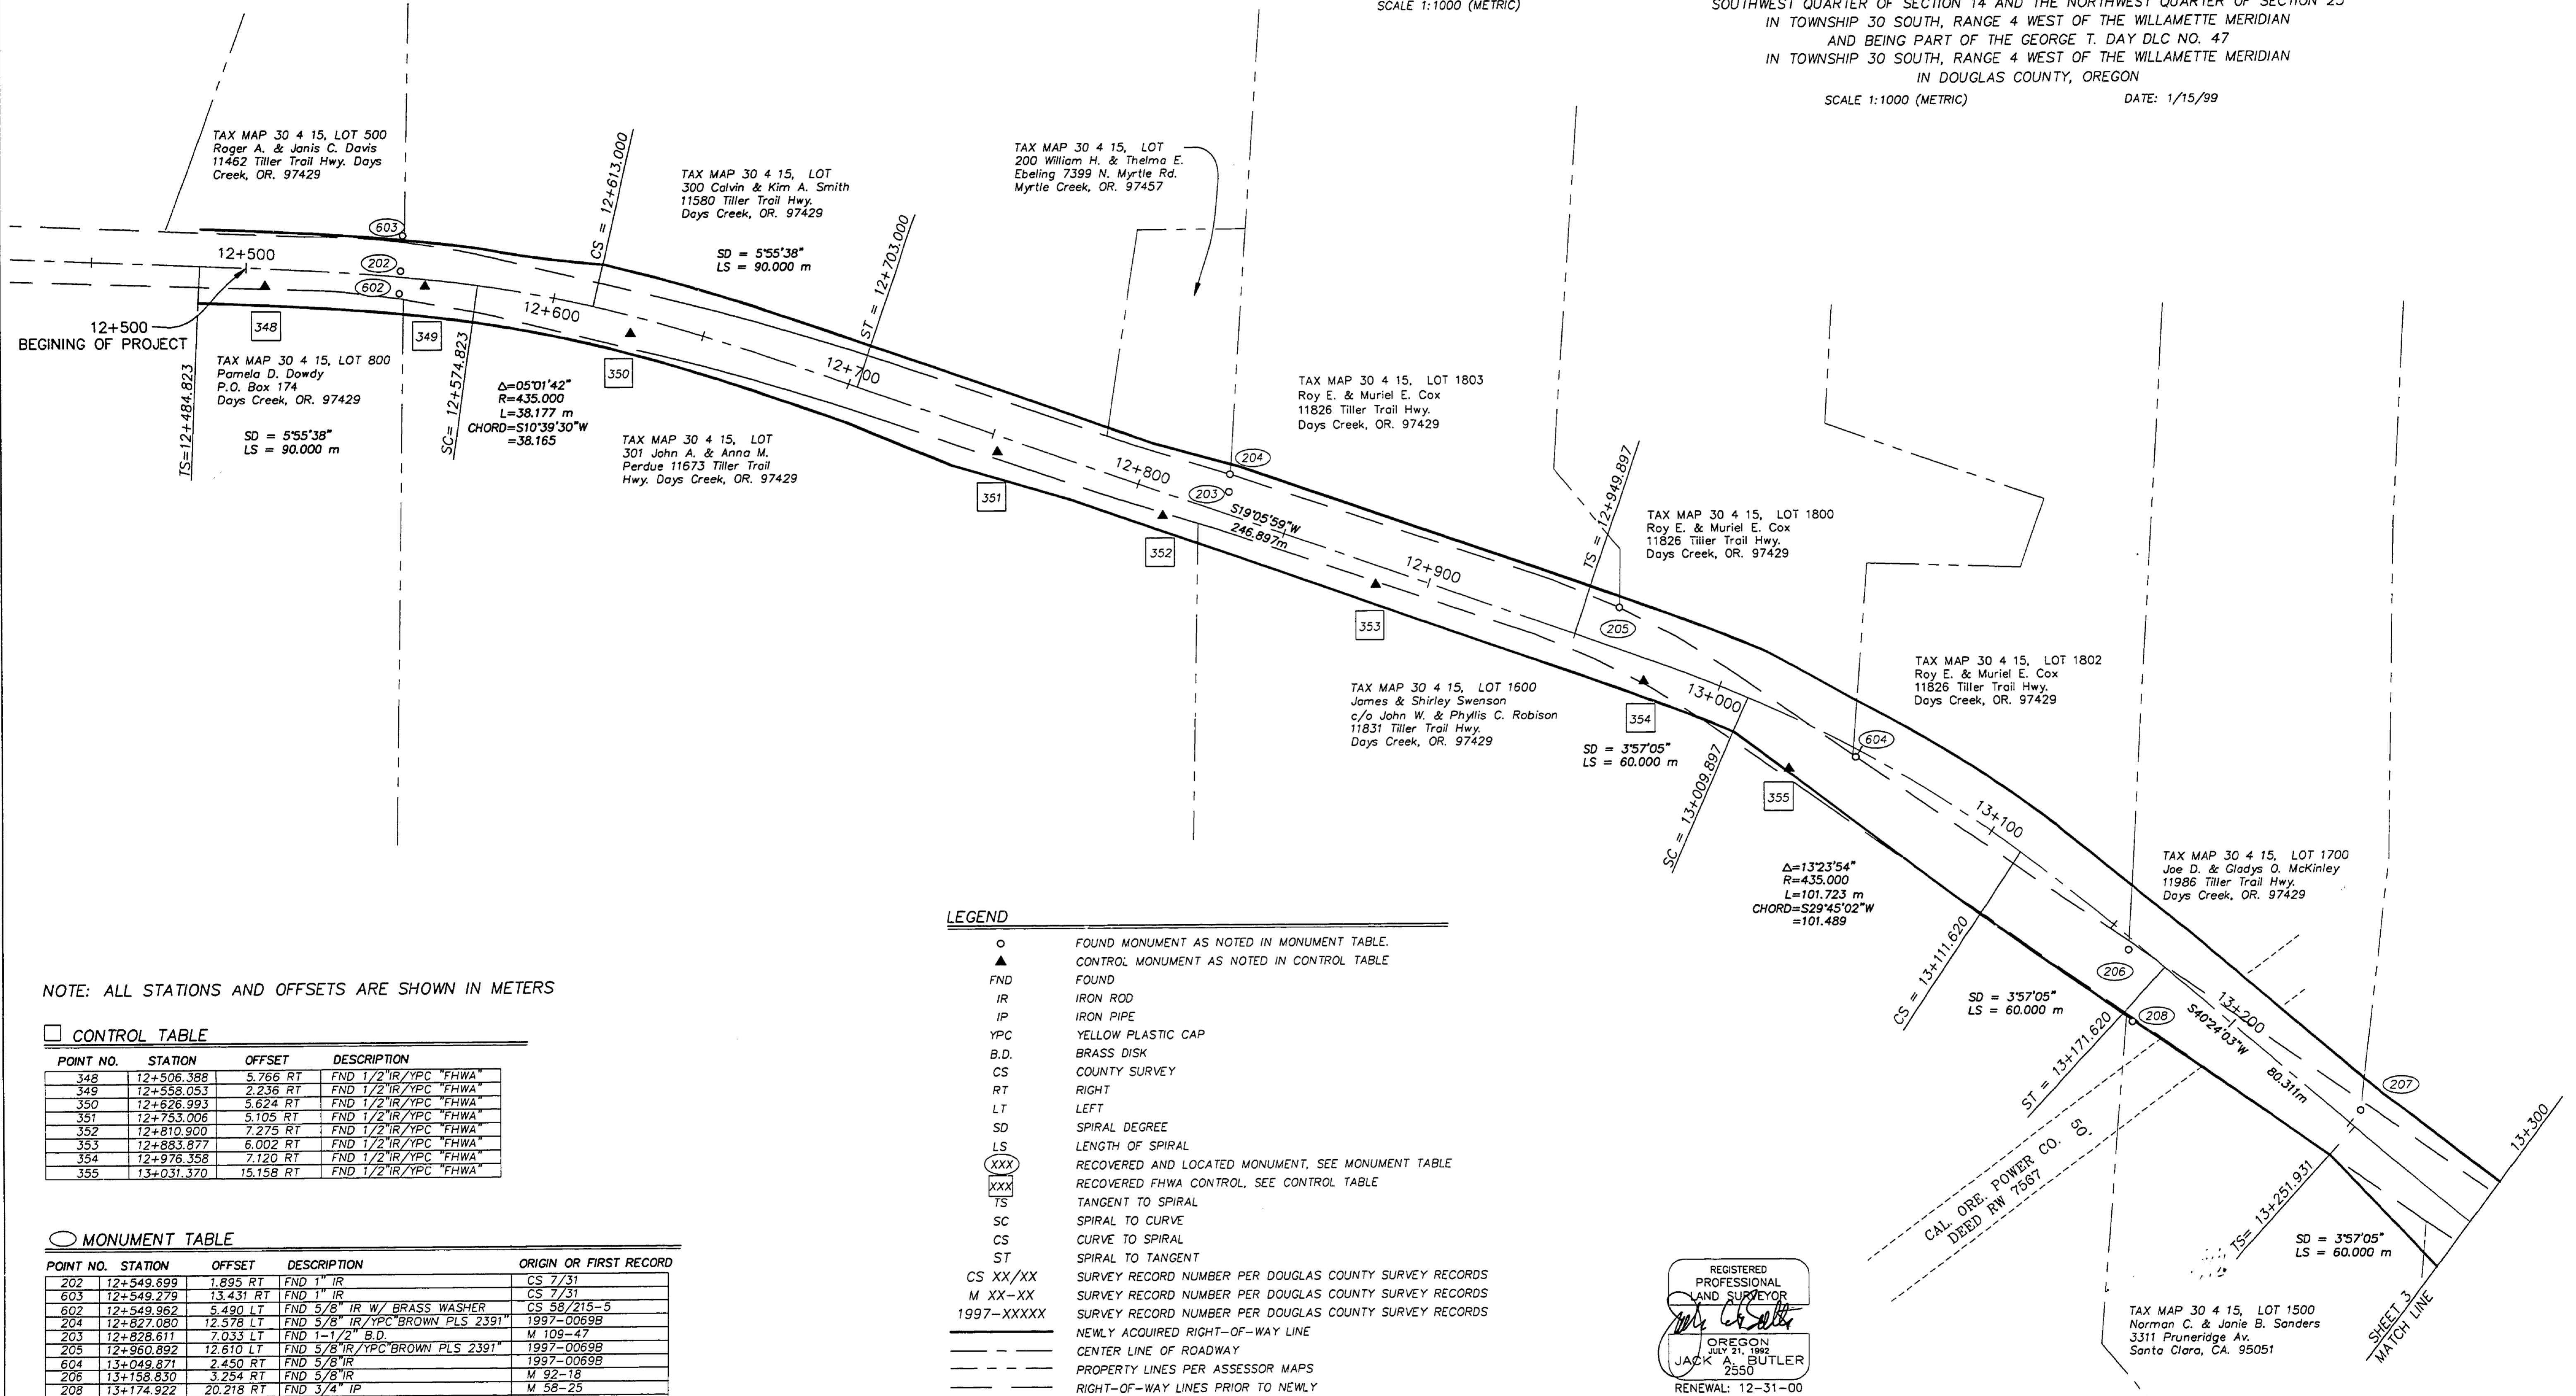 SCALE 1:1000 (METRIC)
SOUTHWEST QUARTER OF SECTION 14 AND THE NORTHWEST QUARTER OF SECTION 23
IN TOWNSHIP 30 SOUTH, RANGE 4 WEST OF THE WILLAMETTE MERIDIAN
AND BEING PART OF THE GEORGE T. DAY DLC NO. 47
IN TOWNSHIP 30 SOUTH, RANGE 4 WEST OF THE WILLAMETTE MERIDIAN
IN DOUGLAS COUNTY, OREGON
SCALE 1:1000 (METRIC) DATE: 1/15/99
TAX MAP 30 4 15, LOT 500
Roger A. & Janis C. Davis
11462 Tiller Trail Hwy. Days
Creek, OR. 97429
CS = 12+613.000
TAX MAP 30 4 15, LOT
300 Calvin & Kim A. Smith
11580 Tiller Trail Hwy.
Days Creek, OR. 97429
SD = 5°55'38"
LS = 90.000 m
ST = 12+703.000
TAX MAP 30 4 15, LOT
200 William H. & Thelma E.
Ebeling 7399 N. Myrtle Rd.
Myrtle Creek, OR. 97457
603
12+500
202
602
12+500
BEGINING OF PROJECT
348
349
12+600
350
12+700
TS=12+484.823
TAX MAP 30 4 15, LOT 800
Pamela D. Dowdy
P.O. Box 174
Days Creek, OR. 97429
SD = 5°55'38"
LS = 90.000 m
SC= 12+574.823
Δ=05°01'42"
R=435.000
L=38.177 m
CHORD=S10°39'30"W
=38.165
TAX MAP 30 4 15, LOT
301 John A. & Anna M.
Perdue 11673 Tiller Trail
Hwy. Days Creek, OR. 97429
TAX MAP 30 4 15, LOT 1803
Roy E. & Muriel E. Cox
11826 Tiller Trail Hwy.
Days Creek, OR. 97429
204
12+800
203
351
352
S19°05'59"W
246.897m
12+900
353
TS = 12+949.897
TAX MAP 30 4 15, LOT 1800
Roy E. & Muriel E. Cox
11826 Tiller Trail Hwy.
Days Creek, OR. 97429
205
TAX MAP 30 4 15, LOT 1600
James & Shirley Swenson
c/o John W. & Phyllis C. Robison
11831 Tiller Trail Hwy.
Days Creek, OR. 97429
354
13+000
SD = 3°57'05"
LS = 60.000 m
SC = 13+009.897
355
604
TAX MAP 30 4 15, LOT 1802
Roy E. & Muriel E. Cox
11826 Tiller Trail Hwy.
Days Creek, OR. 97429
13+100
Δ=13°23'54"
R=435.000
L=101.723 m
CHORD=S29°45'02"W
=101.489
CS = 13+111.620
TAX MAP 30 4 15, LOT 1700
Joe D. & Gladys O. McKinley
11986 Tiller Trail Hwy.
Days Creek, OR. 97429
206
SD = 3°57'05"
LS = 60.000 m
208
ST = 13+171.620
13+200
S40°24'03"W
80.311m
207
13+300
CAL. ORE. POWER CO. 50'
DEED RW 7567
TS= 13+251.931
SD = 3°57'05"
LS = 60.000 m
SHEET 3
MATCH LINE
TAX MAP 30 4 15, LOT 1500
Norman C. & Janie B. Sanders
3311 Pruneridge Av.
Santa Clara, CA. 95051
NOTE: ALL STATIONS AND OFFSETS ARE SHOWN IN METERS
CONTROL TABLE
POINT NO. STATION OFFSET DESCRIPTION
348 12+506.388 5.766 RT FND 1/2"IR/YPC "FHWA"
349 12+558.053 2.236 RT FND 1/2"IR/YPC "FHWA"
350 12+626.993 5.624 RT FND 1/2"IR/YPC "FHWA"
351 12+753.006 5.105 RT FND 1/2"IR/YPC "FHWA"
352 12+810.900 7.275 RT FND 1/2"IR/YPC "FHWA"
353 12+883.877 6.002 RT FND 1/2"IR/YPC "FHWA"
354 12+976.358 7.120 RT FND 1/2"IR/YPC "FHWA"
355 13+031.370 15.158 RT FND 1/2"IR/YPC "FHWA"
MONUMENT TABLE
POINT NO. STATION OFFSET DESCRIPTION ORIGIN OR FIRST RECORD
202 12+549.699 1.895 RT FND 1" IR CS 7/31
603 12+549.279 13.431 RT FND 1" IR CS 7/31
602 12+549.962 5.490 LT FND 5/8" IR W/ BRASS WASHER CS 58/215-5
204 12+827.080 12.578 LT FND 5/8" IR/YPC"BROWN PLS 2391" 1997-0069B
203 12+828.611 7.033 LT FND 1-1/2" B.D. M 109-47
205 12+960.892 12.610 LT FND 5/8"IR/YPC"BROWN PLS 2391" 1997-0069B
604 13+049.871 2.450 RT FND 5/8"IR 1997-0069B
206 13+158.830 3.254 RT FND 5/8"IR M 92-18
208 13+174.922 20.218 RT FND 3/4" IP M 58-25
LEGEND
FOUND MONUMENT AS NOTED IN MONUMENT TABLE.
CONTROL MONUMENT AS NOTED IN CONTROL TABLE
FND FOUND
IR IRON ROD
IP IRON PIPE
YPC YELLOW PLASTIC CAP
B.D. BRASS DISK
CS COUNTY SURVEY
RT RIGHT
LT LEFT
SD SPIRAL DEGREE
LS LENGTH OF SPIRAL
XXX RECOVERED AND LOCATED MONUMENT, SEE MONUMENT TABLE
XXX RECOVERED FHWA CONTROL, SEE CONTROL TABLE
TS TANGENT TO SPIRAL
SC SPIRAL TO CURVE
CS CURVE TO SPIRAL
ST SPIRAL TO TANGENT
CS XX/XX SURVEY RECORD NUMBER PER DOUGLAS COUNTY SURVEY RECORDS
M XX-XX SURVEY RECORD NUMBER PER DOUGLAS COUNTY SURVEY RECORDS
1997-XXXXX SURVEY RECORD NUMBER PER DOUGLAS COUNTY SURVEY RECORDS
NEWLY ACQUIRED RIGHT-OF-WAY LINE
CENTER LINE OF ROADWAY
PROPERTY LINES PER ASSESSOR MAPS
RIGHT-OF-WAY LINES PRIOR TO NEWLY
REGISTERED
PROFESSIONAL
LAND SURVEYOR
OREGON
JULY 21, 1992
JACK A. BUTLER
2550
RENEWAL: 12-31-00